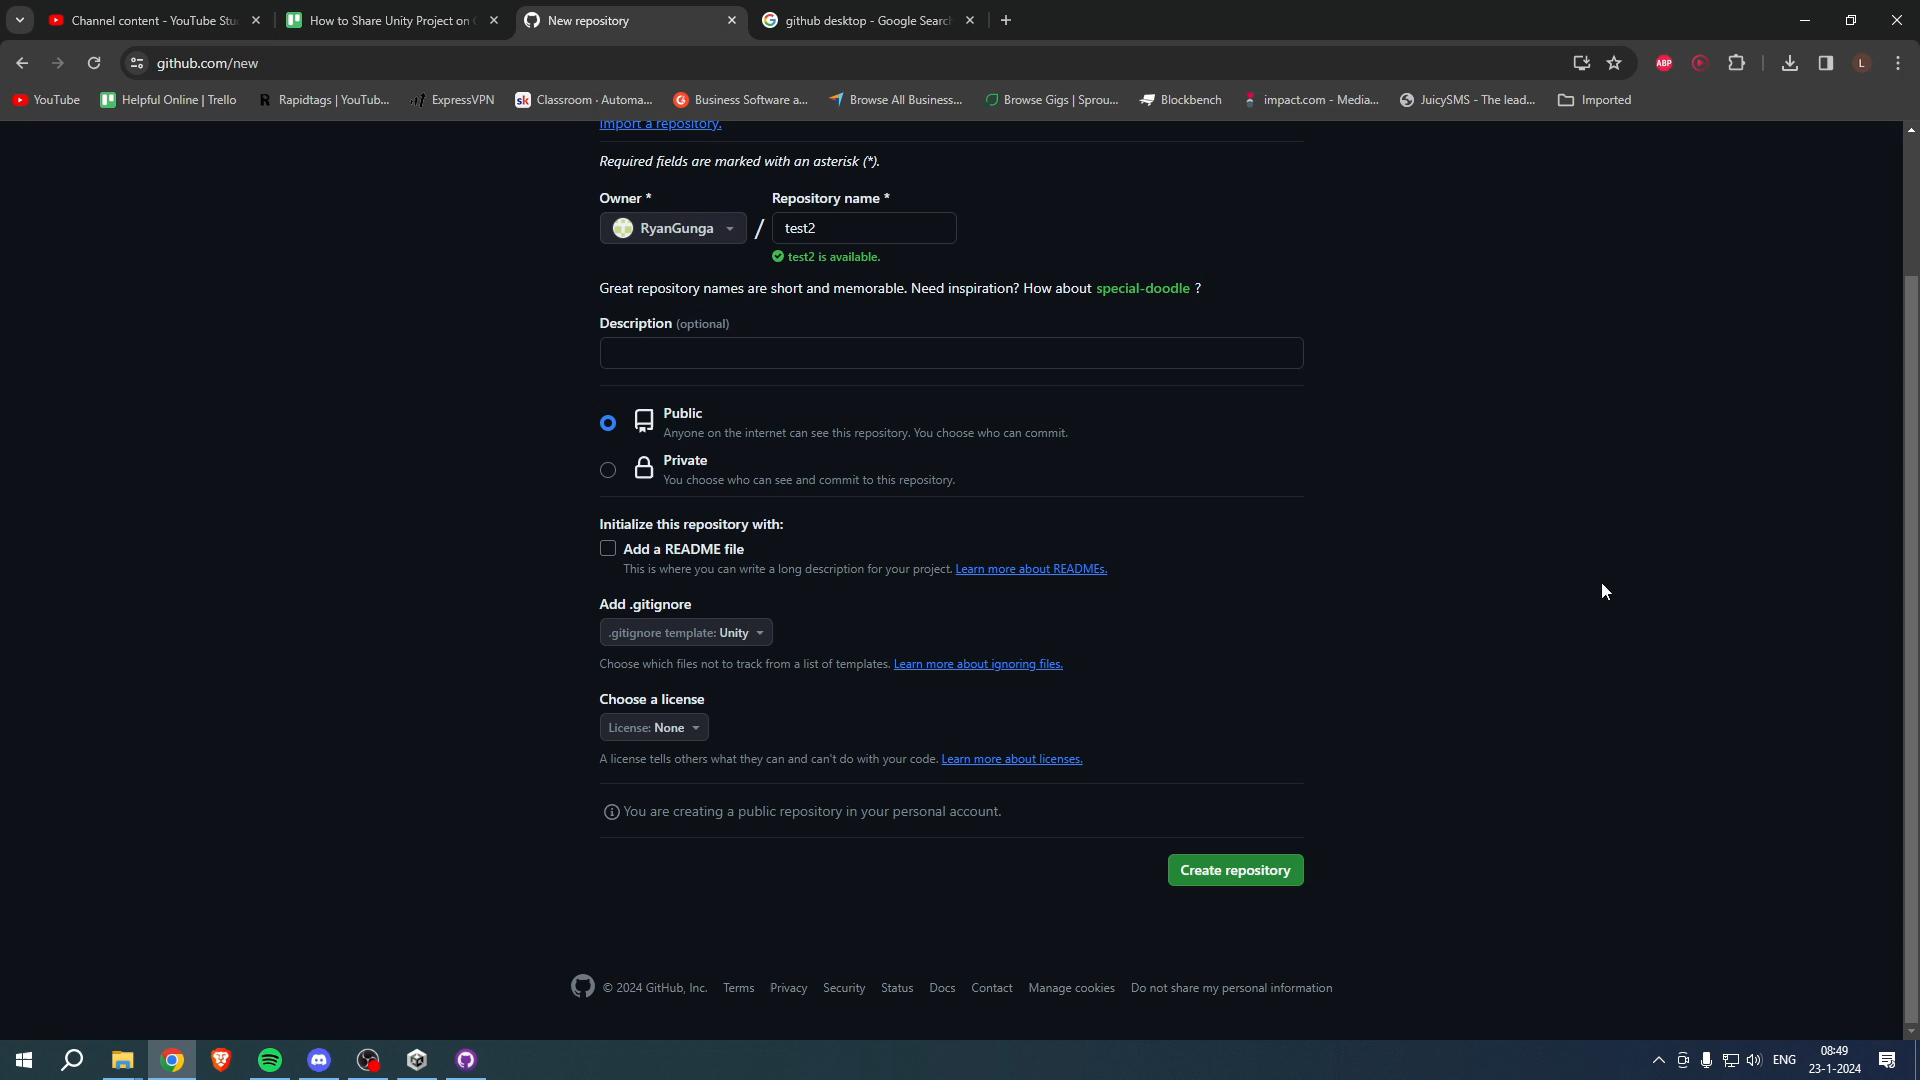 Channel content - YouTube Stu
How to Share Unity Project on
New repository
github desktop - Google Search
github.com/new
ABP
L
YouTube
Helpful Online | Trello
Rapidtags | YouTub...
ExpressVPN
Classroom · Automa...
Business Software a...
Browse All Business...
Browse Gigs | Sprou...
Blockbench
impact.com - Media...
JuicySMS - The lead...
Imported
Import a repository.
Required fields are marked with an asterisk (*).
Owner *
Repository name *
RyanGunga
/
test2
test2 is available.
Great repository names are short and memorable. Need inspiration? How about special-doodle ?
Description (optional)
Public
Anyone on the internet can see this repository. You choose who can commit.
Private
You choose who can see and commit to this repository.
Initialize this repository with:
Add a README file
This is where you can write a long description for your project. Learn more about READMEs.
Add .gitignore
.gitignore template: Unity
Choose which files not to track from a list of templates. Learn more about ignoring files.
Choose a license
License: None
A license tells others what they can and can't do with your code. Learn more about licenses.
You are creating a public repository in your personal account.
Create repository
© 2024 GitHub, Inc. Terms Privacy Security Status Docs Contact Manage cookies Do not share my personal information
ENG
08:49
23-1-2024